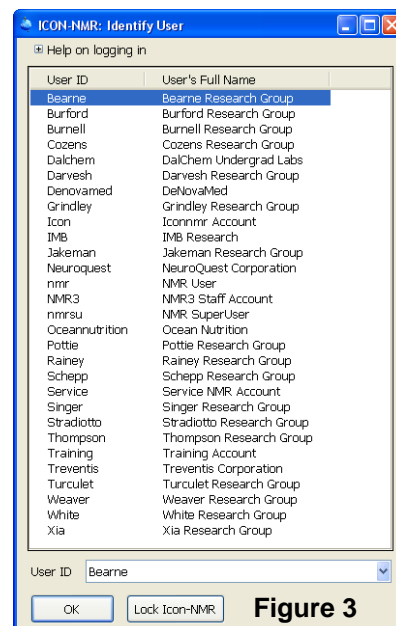 ICON-NMR: Identify User
Help on logging in
User ID User's Full Name
Bearne Bearne Research Group
Burford Burford Research Group
Burnell Burnell Research Group
Cozens Cozens Research Group
Dalchem DalChem Undergrad Labs
Darvesh Darvesh Research Group
Denovamed DeNovaMed
Grindley Grindley Research Group
Icon Iconnmr Account
IMB IMB Research
Jakeman Jakeman Research Group
Neuroquest NeuroQuest Corporation
nmr NMR User
NMR3 NMR3 Staff Account
nmrsu NMR SuperUser
Oceannutrition Ocean Nutrition
Pottie Pottie Research Group
Rainey Rainey Research Group
Schepp Schepp Research Group
Service Service NMR Account
Singer Singer Research Group
Stradiotto Stradiotto Research Group
Thompson Thompson Research Group
Training Training Account
Treventis Treventis Corporation
Turculet Turculet Research Group
Weaver Weaver Research Group
White White Research Group
Xia Xia Research Group
User ID Bearne
OK Lock Icon-NMR Figure 3